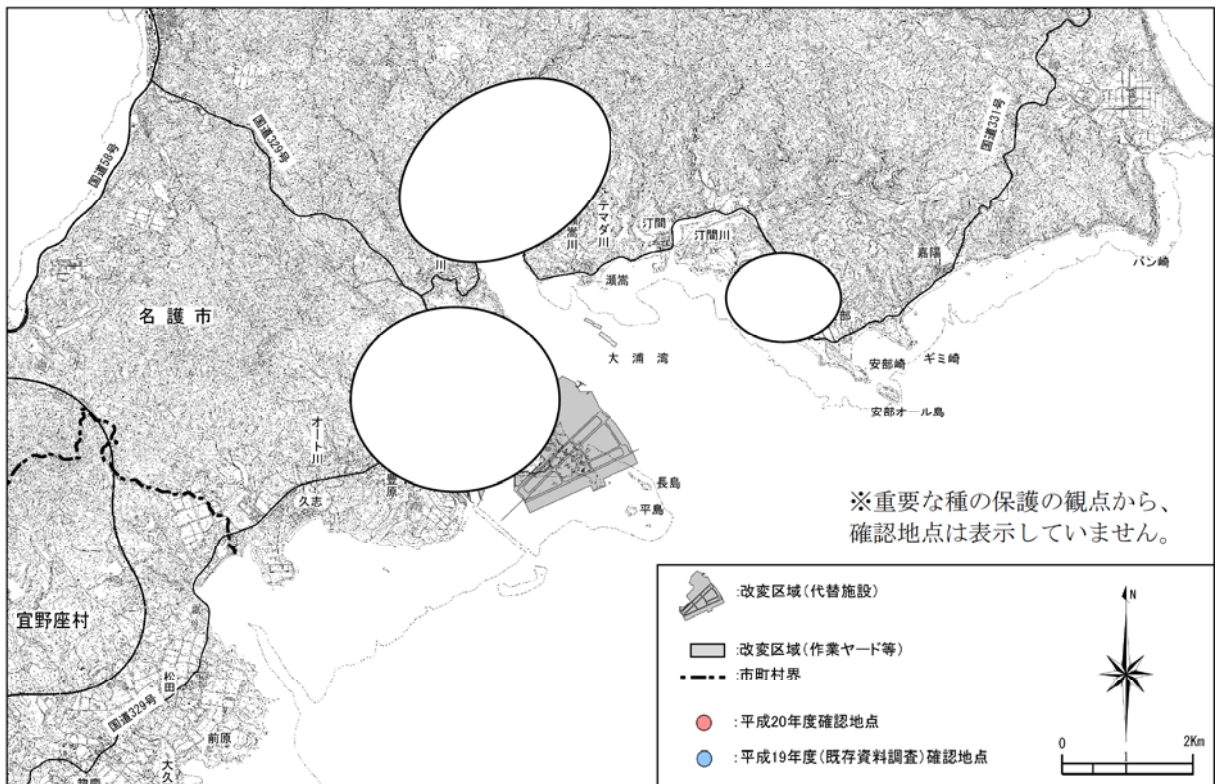 国道58号
国道329号
国道331号
テマダ川
嵩川
汀間
汀間川
川
瀬嵩
嘉陽
バン崎
名護市
部
大浦湾
安部崎
ギミ崎
安部オール島
オート川
豊原
久志
長島
平島
※重要な種の保護の観点から、
確認地点は表示していません。
宜野座村
松田
国道329号
前原
大久
惣慶
:改変区域(代替施設)
:改変区域(作業ヤード等)
:市町村界
:平成20年度確認地点
:平成19年度(既存資料調査)確認地点
N
0 2Km